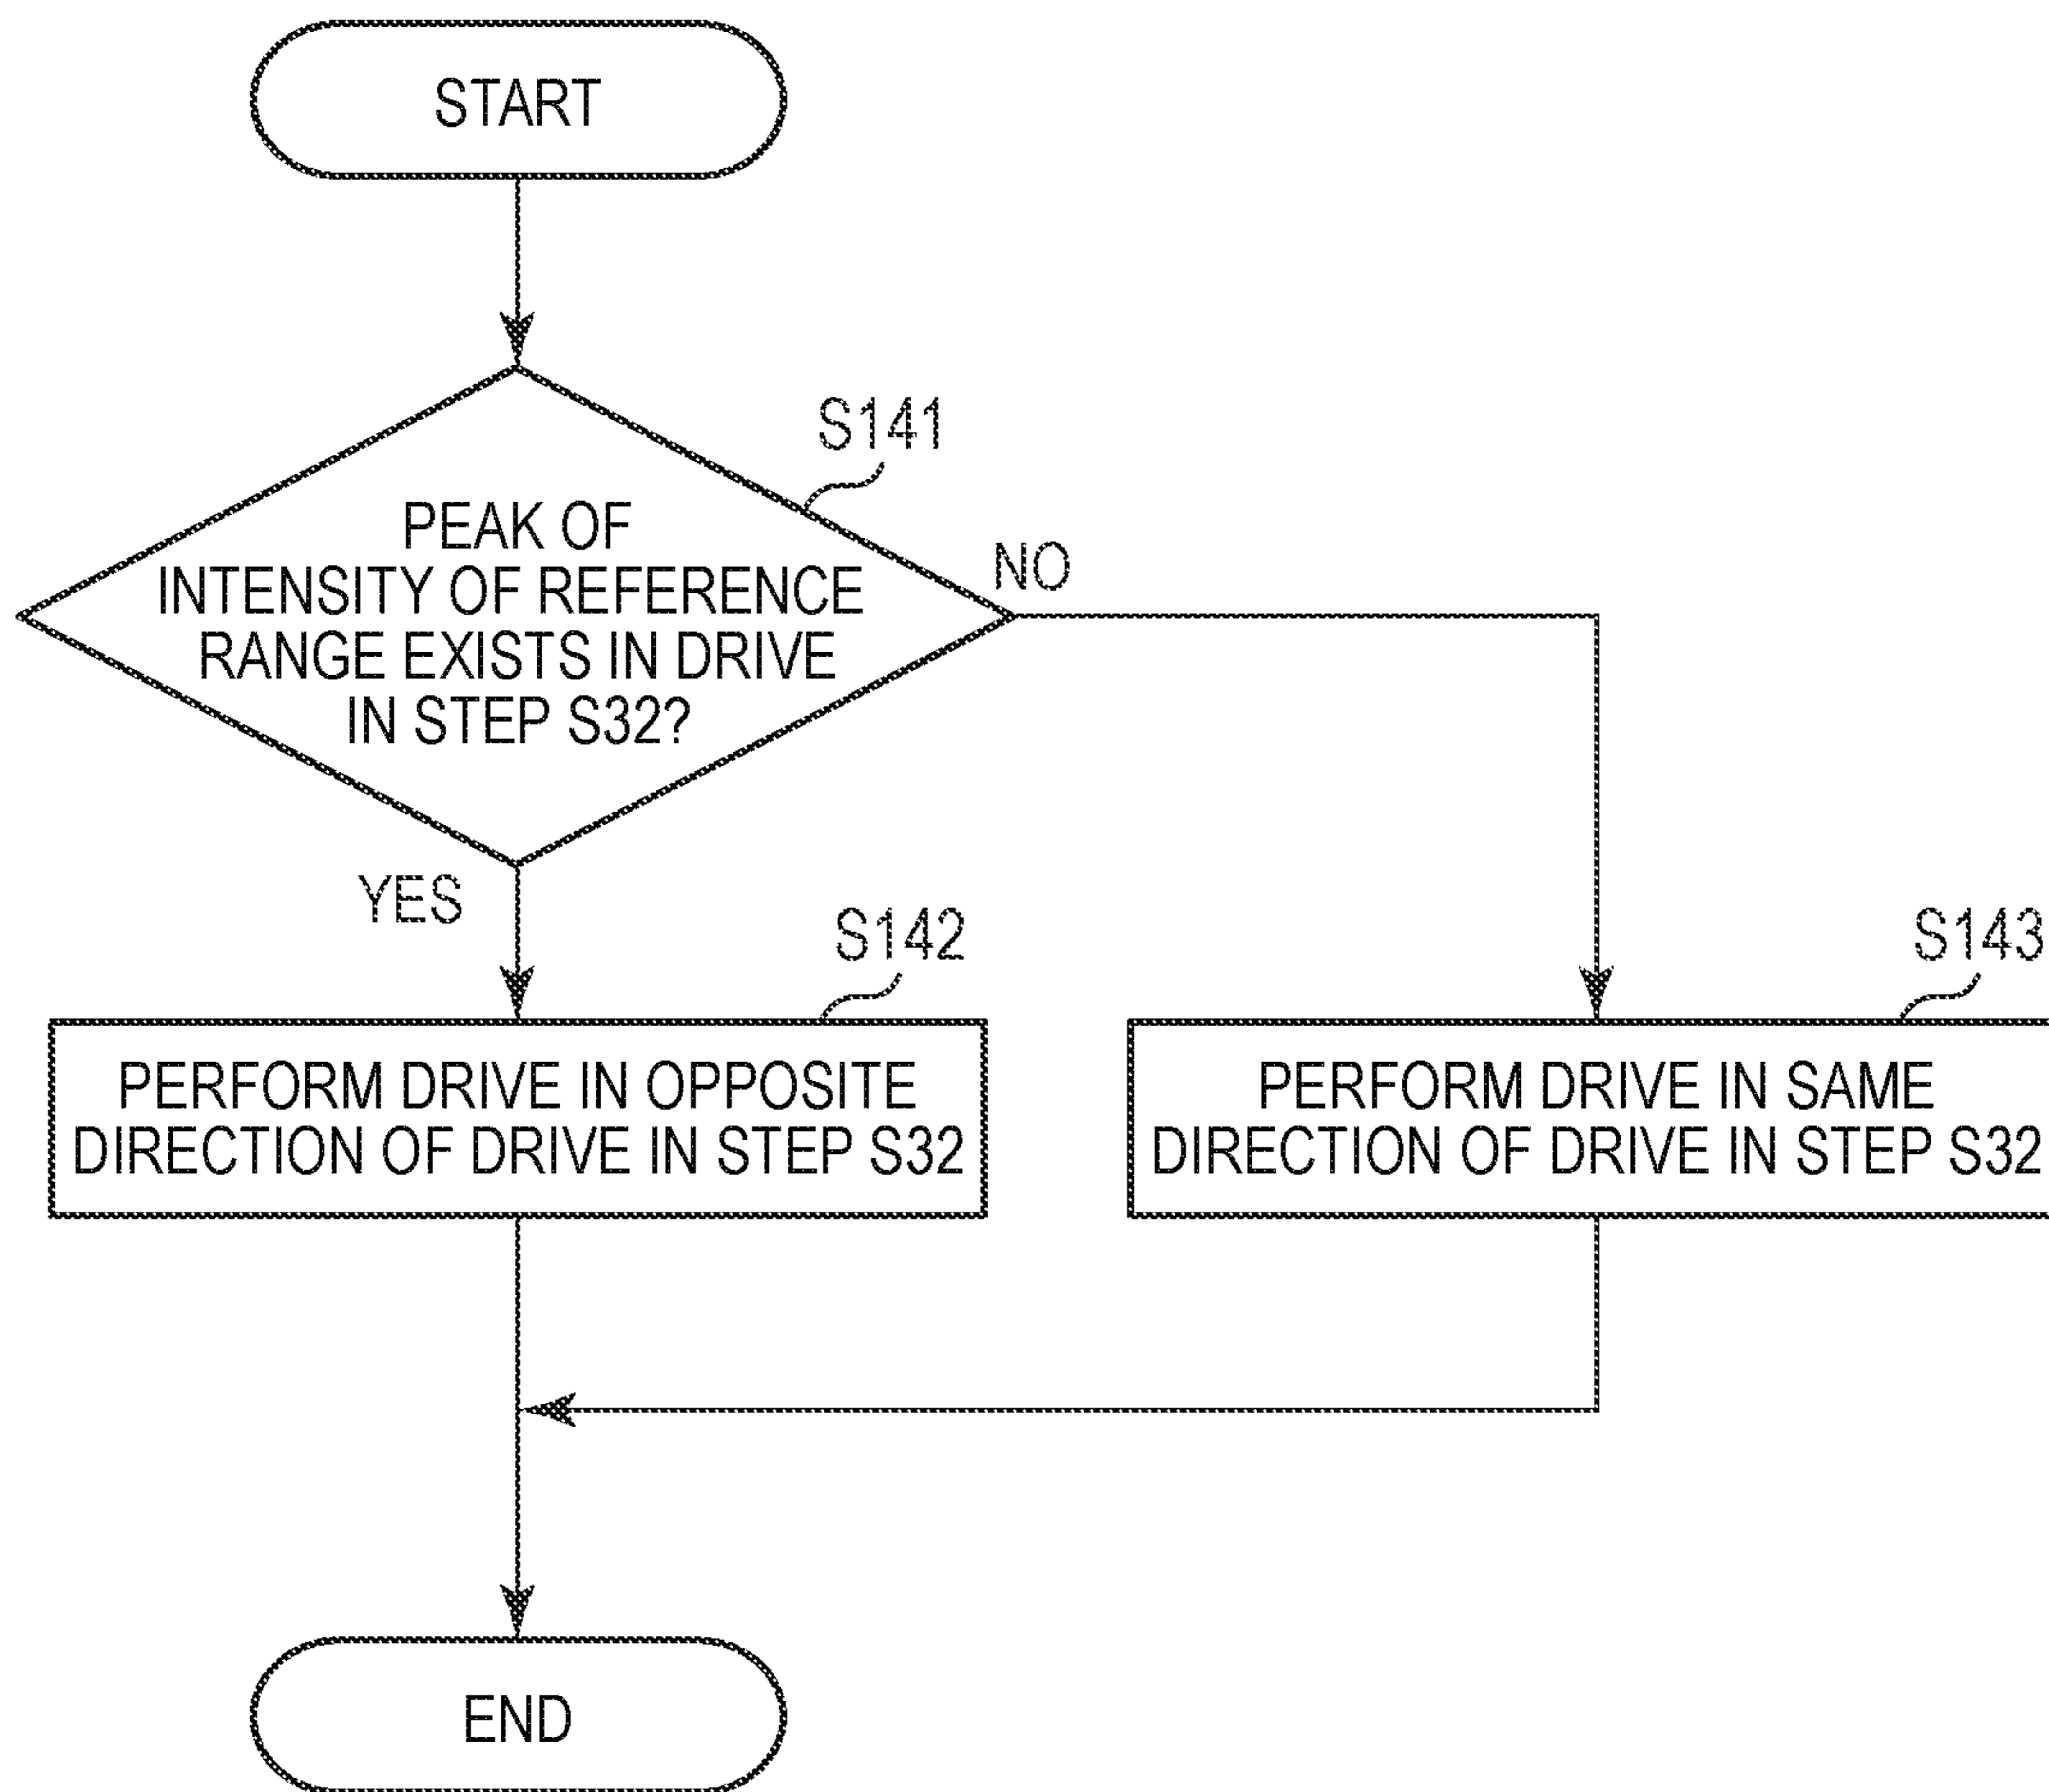 START
S141
PEAK OF
INTENSITY OF REFERENCE
RANGE EXISTS IN DRIVE
IN STEP S32?
NO
YES
S142
PERFORM DRIVE IN OPPOSITE
DIRECTION OF DRIVE IN STEP S32
S143
PERFORM DRIVE IN SAME
DIRECTION OF DRIVE IN STEP S32
END